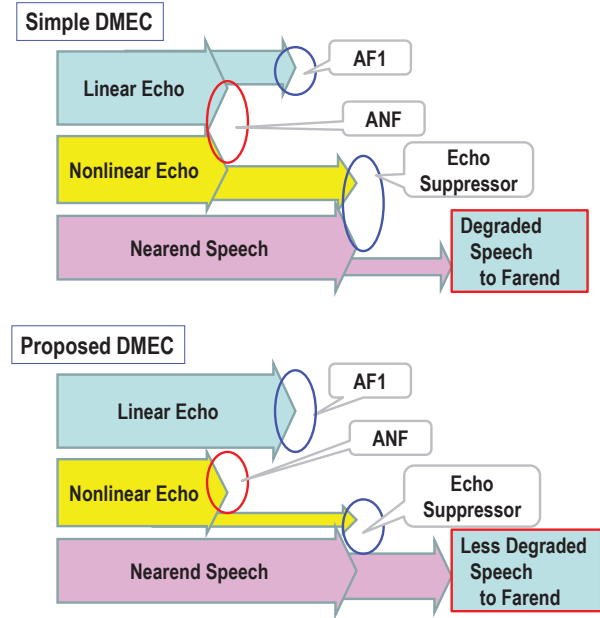 Simple DMEC
AF1
Linear Echo
ANF
Echo
Suppressor
Nonlinear Echo
Nearend Speech
Degraded
Speech
to Farend
Proposed DMEC
AF1
Linear Echo
ANF
Nonlinear Echo
Echo
Suppressor
Nearend Speech
Less Degraded
Speech
to Farend